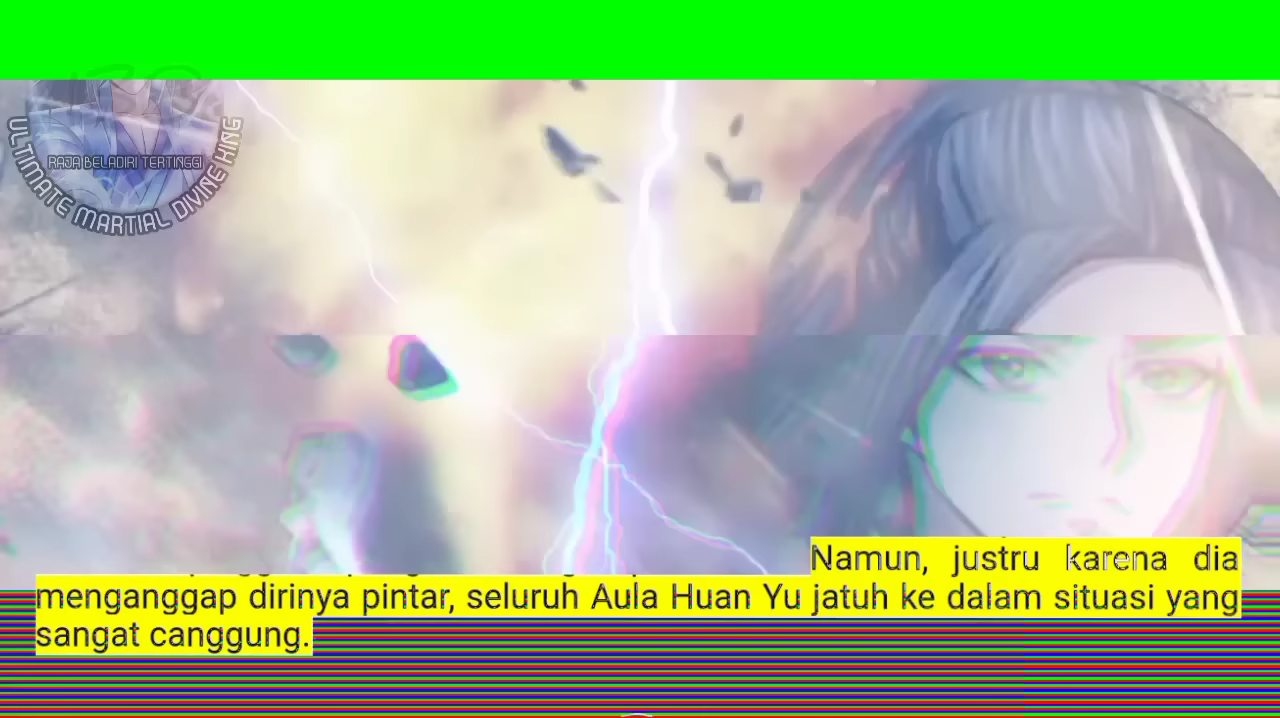 RAJA BELADIRI TERTINGGI
ULTIMATE MARTIAL DIVINE KING
Namun, justru karena dia
menganggap dirinya pintar, seluruh Aula Huan Yu jatuh ke dalam situasi yang
sangat canggung.